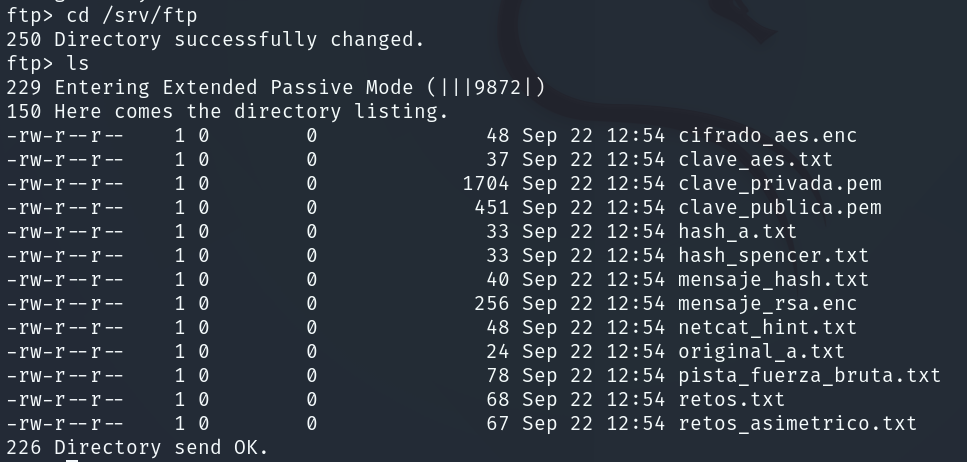 ftp> cd /srv/ftp
250 Directory successfully changed.
ftp> ls
229 Entering Extended Passive Mode (|||9872|)
150 Here comes the directory listing.
-rw-r--r--    1 0        0              48 Sep 22 12:54 cifrado_aes.enc
-rw-r--r--    1 0        0              37 Sep 22 12:54 clave_aes.txt
-rw-r--r--    1 0        0            1704 Sep 22 12:54 clave_privada.pem
-rw-r--r--    1 0        0             451 Sep 22 12:54 clave_publica.pem
-rw-r--r--    1 0        0              33 Sep 22 12:54 hash_a.txt
-rw-r--r--    1 0        0              33 Sep 22 12:54 hash_spencer.txt
-rw-r--r--    1 0        0              40 Sep 22 12:54 mensaje_hash.txt
-rw-r--r--    1 0        0             256 Sep 22 12:54 mensaje_rsa.enc
-rw-r--r--    1 0        0              48 Sep 22 12:54 netcat_hint.txt
-rw-r--r--    1 0        0              24 Sep 22 12:54 original_a.txt
-rw-r--r--    1 0        0              78 Sep 22 12:54 pista_fuerza_bruta.txt
-rw-r--r--    1 0        0              68 Sep 22 12:54 retos.txt
-rw-r--r--    1 0        0              67 Sep 22 12:54 retos_asimetrico.txt
226 Directory send OK.